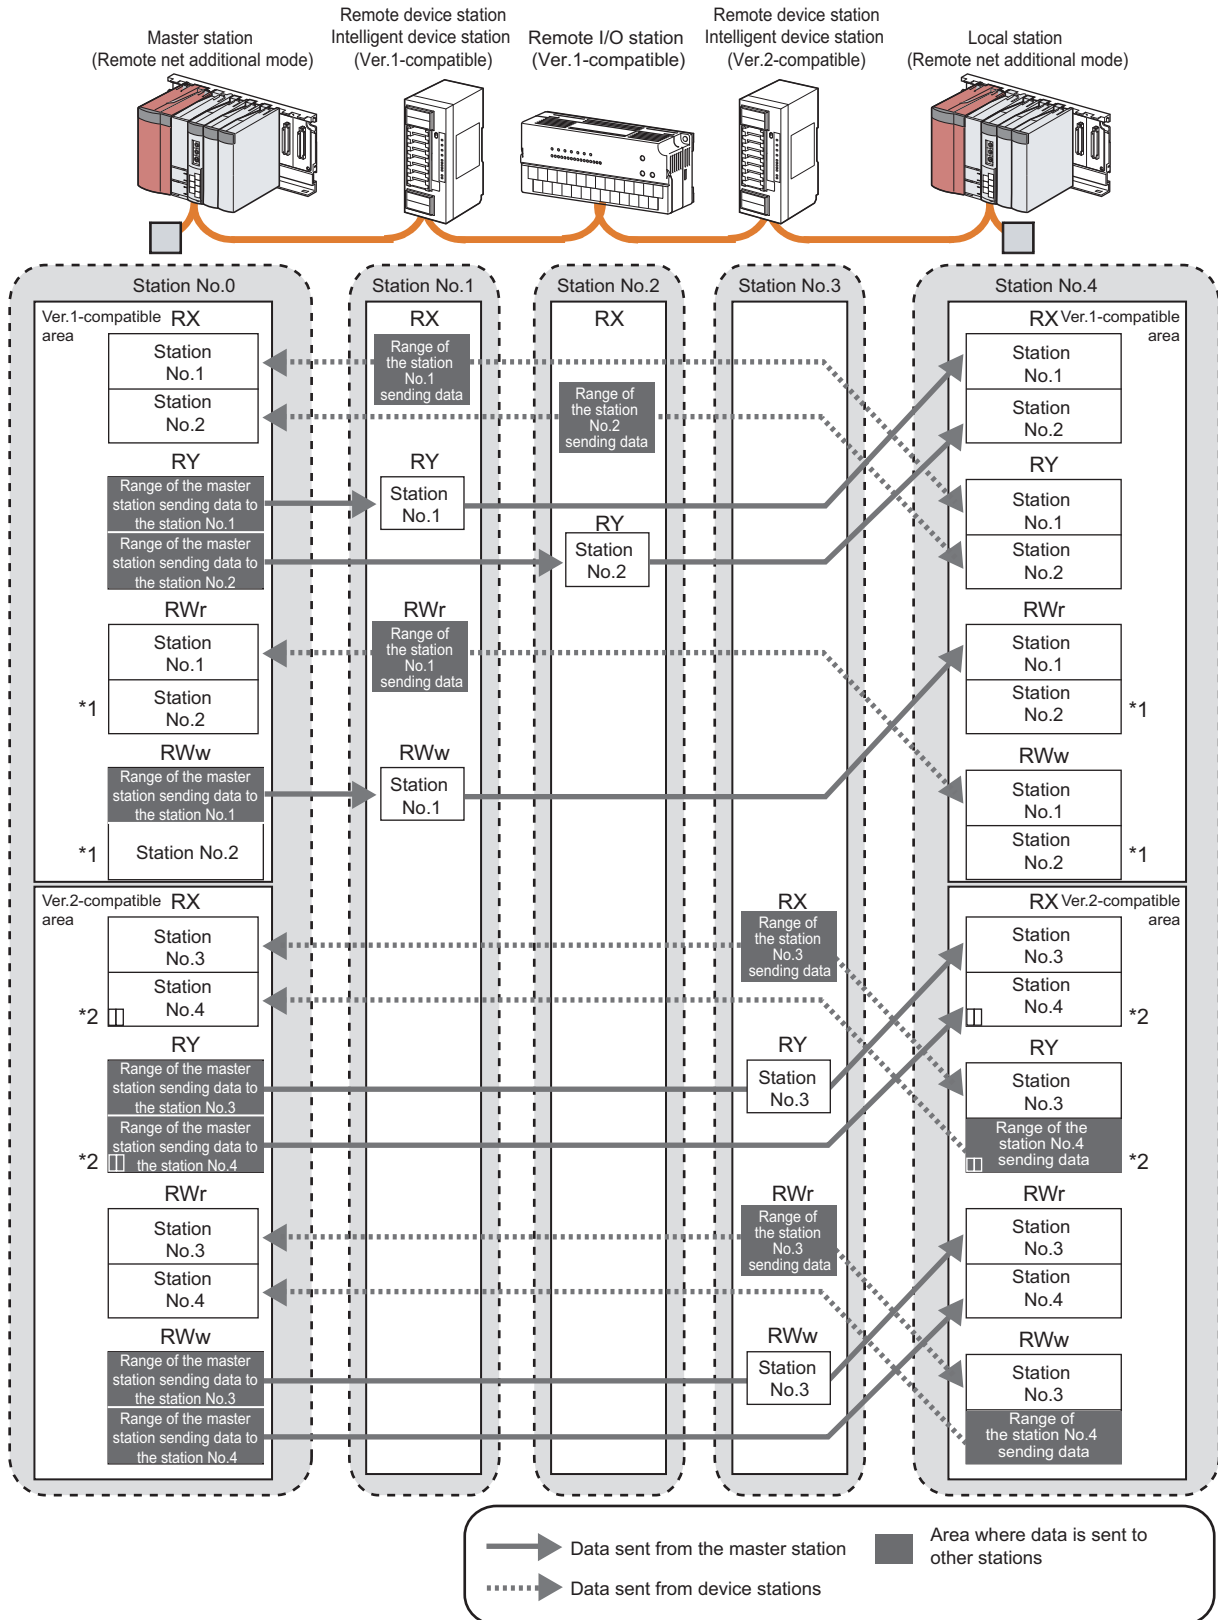 Master station
(Remote net additional mode)
Remote device station
Intelligent device station
(Ver.1-compatible)
Remote I/O station
(Ver.1-compatible)
Remote device station
Intelligent device station
(Ver.2-compatible)
Local station
(Remote net additional mode)
Station No.0
Ver.1-compatible
area
RX
Station
No.1
Station
No.2
RY
Range of the master
station sending data to
the station No.1
Range of the master
station sending data to
the station No.2
RWr
Station
No.1
*1
Station
No.2
RWw
Range of the master
station sending data to
the station No.1
*1
Station No.2
Ver.2-compatible
area
RX
Station
No.3
Station
No.4
*2
RY
Range of the master
station sending data to
the station No.3
Range of the master
station sending data to
the station No.4
*2
RWr
Station
No.3
Station
No.4
RWw
Range of the master
station sending data to
the station No.3
Range of the master
station sending data to
the station No.4
Station No.1
RX
Range of
the station
No.1
sending data
RY
Station
No.1
RWr
Range of
the station
No.1
sending data
RWw
Station
No.1
Station No.2
RX
Range of
the station
No.2
sending data
RY
Station
No.2
Station No.3
RX
Range of
the station
No.3
sending data
RY
Station
No.3
RWr
Range of
the station
No.3
sending data
RWw
Station
No.3
Station No.4
RX
Ver.1-compatible
area
Station
No.1
Station
No.2
RY
Station
No.1
Station
No.2
RWr
Station
No.1
Station
No.2
*1
RWw
Station
No.1
Station
No.2
*1
RX
Ver.2-compatible
area
Station
No.3
Station
No.4
*2
RY
Station
No.3
Range of the
station No.4
sending data
*2
RWr
Station
No.3
Station
No.4
RWw
Station
No.3
Range of
the station No.4
sending data
Data sent from the master station
Data sent from device stations
Area where data is sent to
other stations